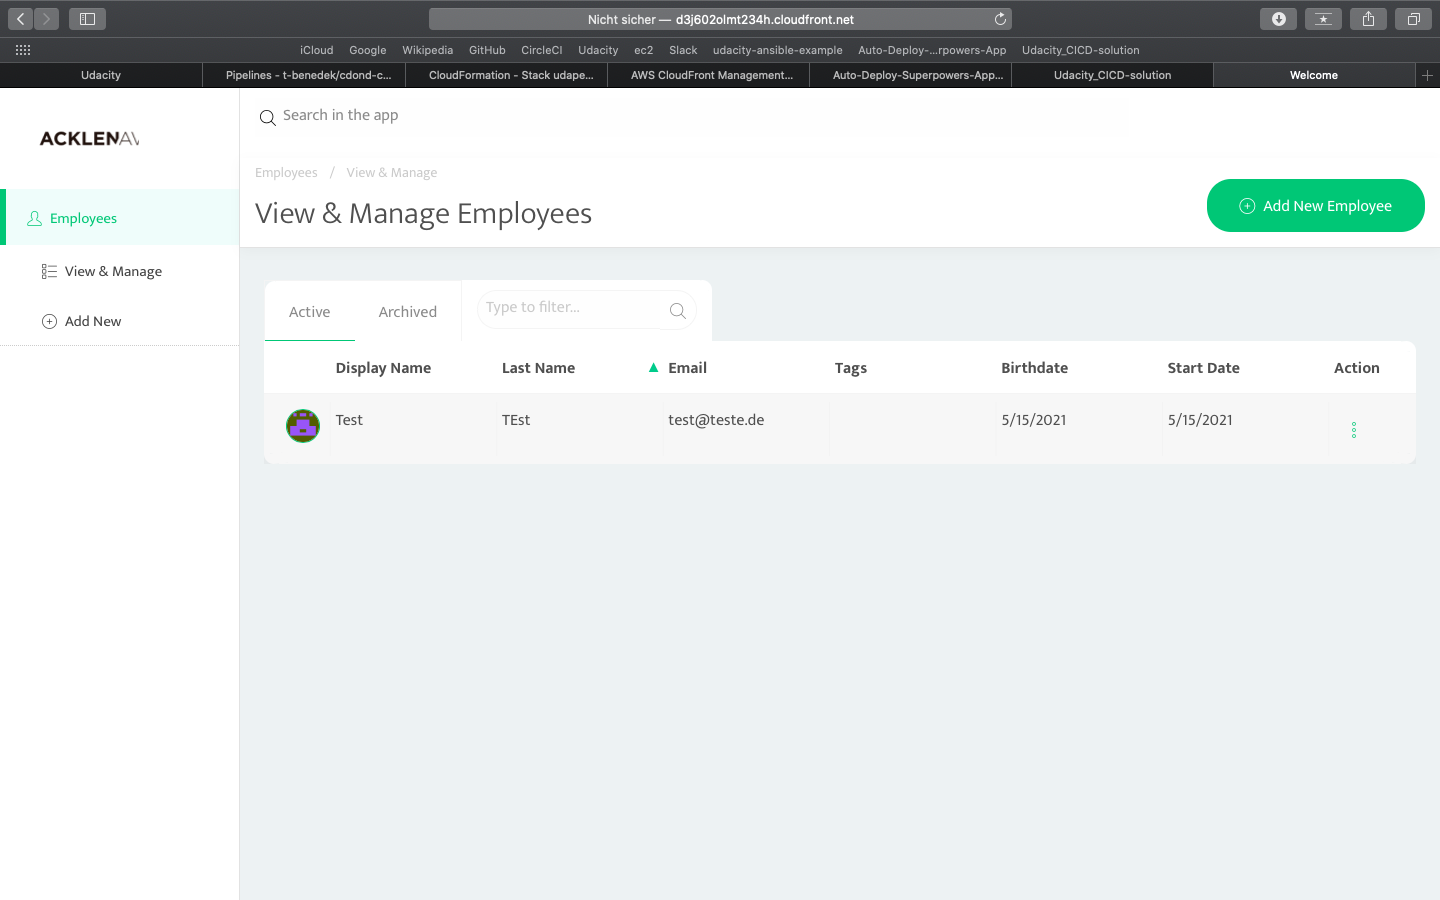 Nicht sicher — d3j602olmt234h.cloudfront.net
iCloud Google Wikipedia GitHub CircleCI Udacity ec2 Slack udacity-ansible-example Auto-Deploy-...rpowers-App Udacity_CICD-solution
Udacity Pipelines - t-benedek/cdond-c... CloudFormation - Stack udape... AWS CloudFront Management... Auto-Deploy-Superpowers-App... Udacity_CICD-solution Welcome
ACKLENAV
Search in the app
Employees / View & Manage
View & Manage Employees
Add New Employee
Employees
View & Manage
Add New
Active Archived Type to filter...
Display Name Last Name Email Tags Birthdate Start Date Action
Test TEst test@teste.de 5/15/2021 5/15/2021